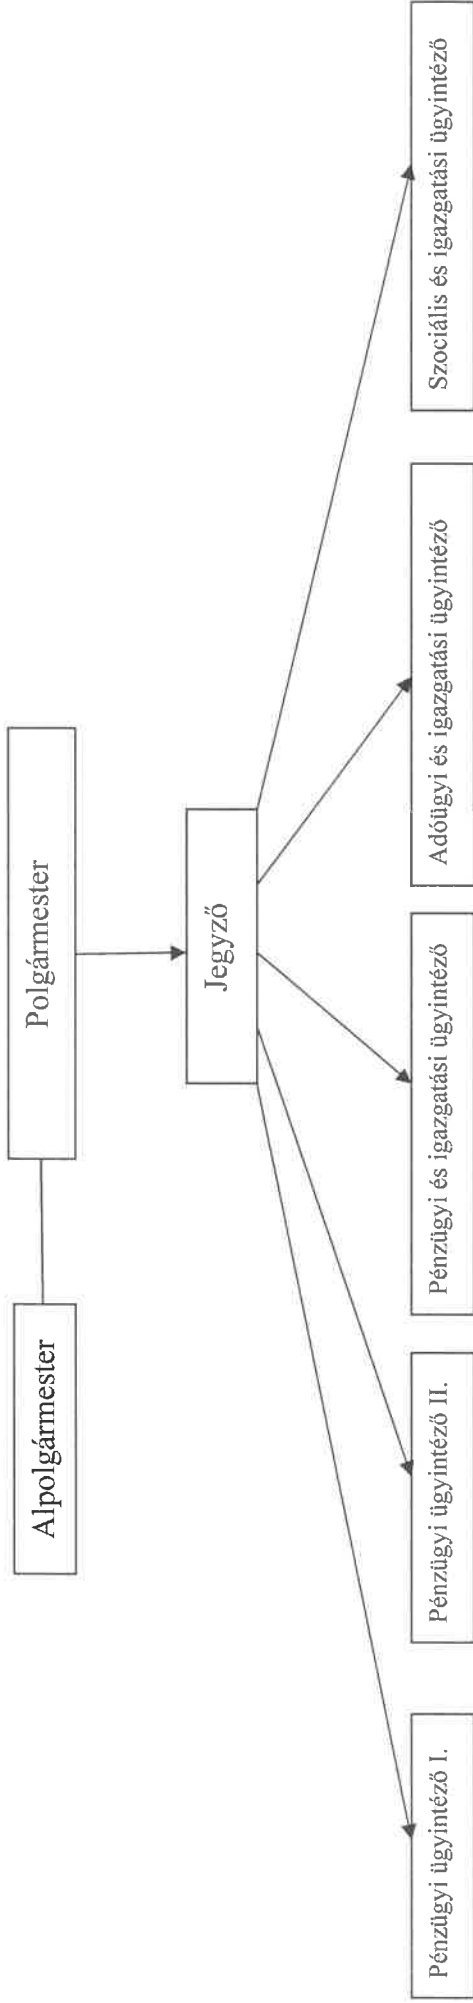 Alpolgármester
Polgármester
Jegyző
Pénzügyi ügyintéző I.
Pénzügyi ügyintéző II.
Pénzügyi és igazgatási ügyintéző
Adóügyi és igazgatási ügyintéző
Szociális és igazgatási ügyintéző